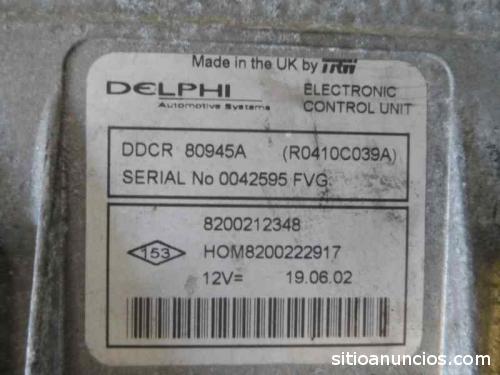 Made in the UK by TRW
DELPHI
Automotive Systems
ELECTRONIC
CONTROL UNIT
DDCR 80945A (R0410C039A)
SERIAL No 0042595 FVG.
8200212348
153 HOM8200222917
12V= 19.06.02
sitioanuncios.com